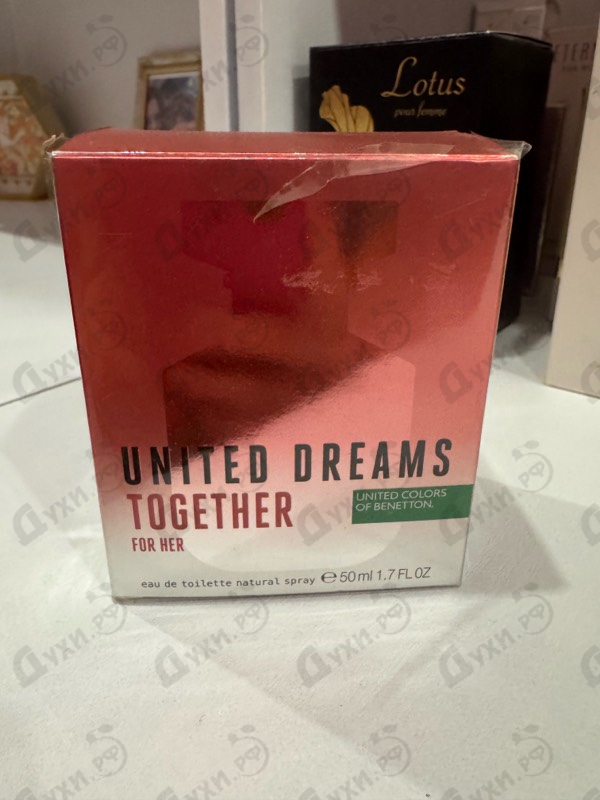 Lotus
pour femme
UNITED DREAMS
TOGETHER
UNITED COLORS
OF BENETTON.
FOR HER
eau de toilette natural spray e 50 ml 1.7 FL OZ
Духи.рф